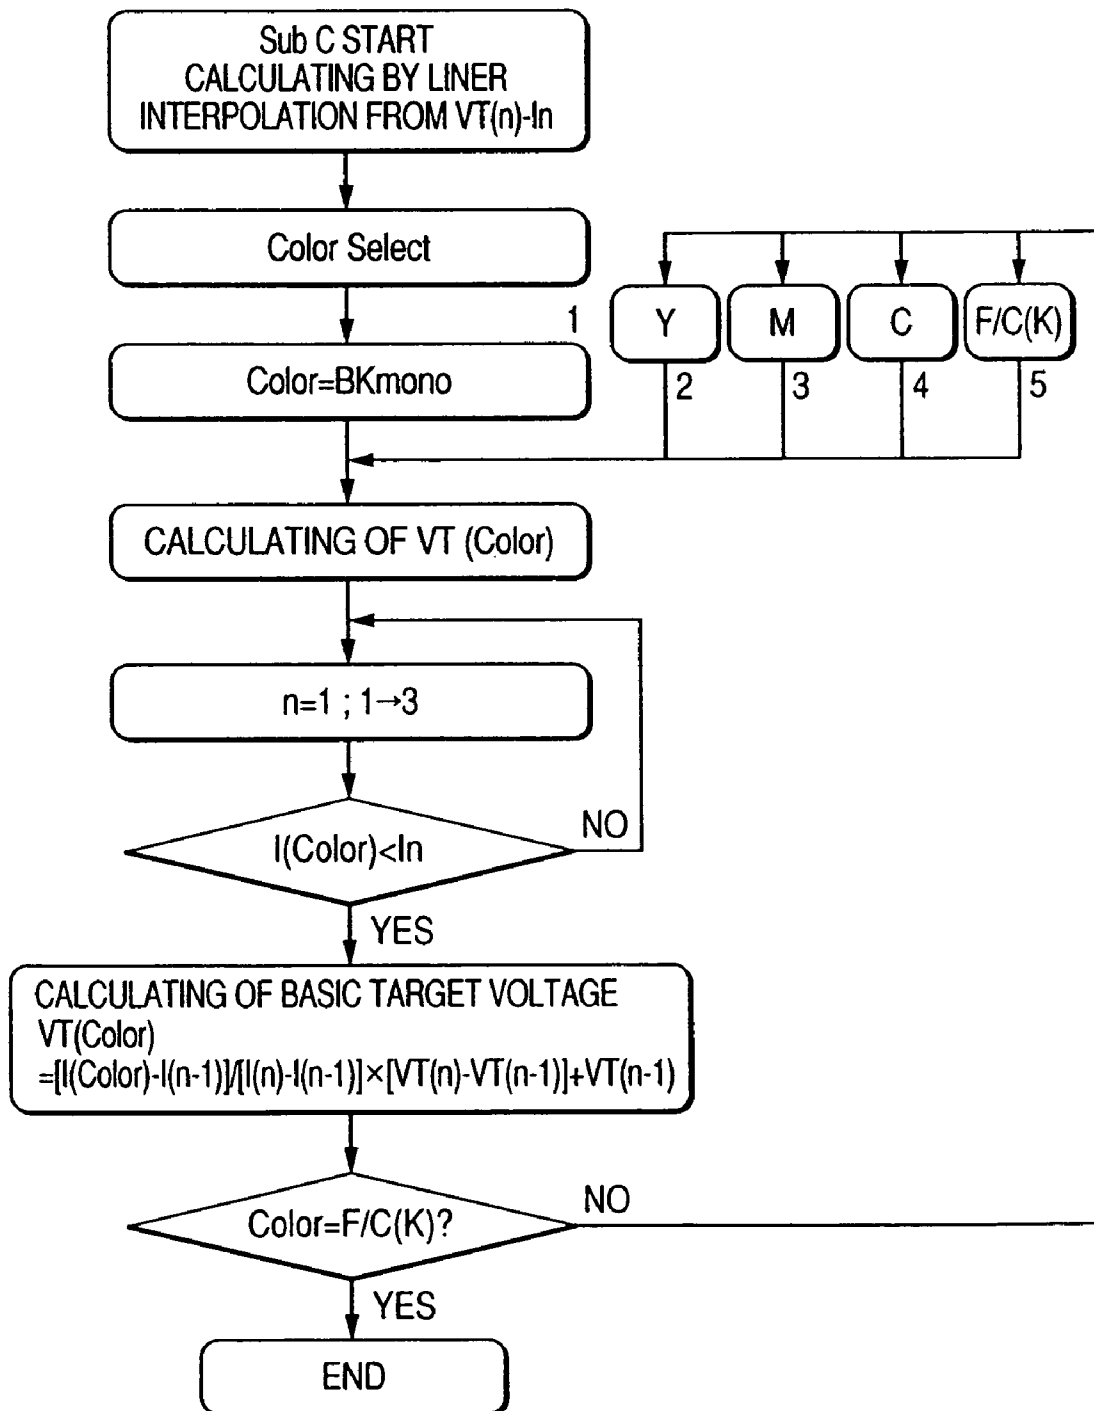 Sub C START
CALCULATING BY LINER
INTERPOLATION FROM VT(n)-In
Color Select
1
Color=BKmono
Y
M
C
F/C(K)
2
3
4
5
CALCULATING OF VT (Color)
n=1 ; 1→3
I(Color)<In
NO
YES
CALCULATING OF BASIC TARGET VOLTAGE
VT(Color)
=[I(Color)-I(n-1)]/[I(n)-I(n-1)]×[VT(n)-VT(n-1)]+VT(n-1)
Color=F/C(K)?
NO
YES
END